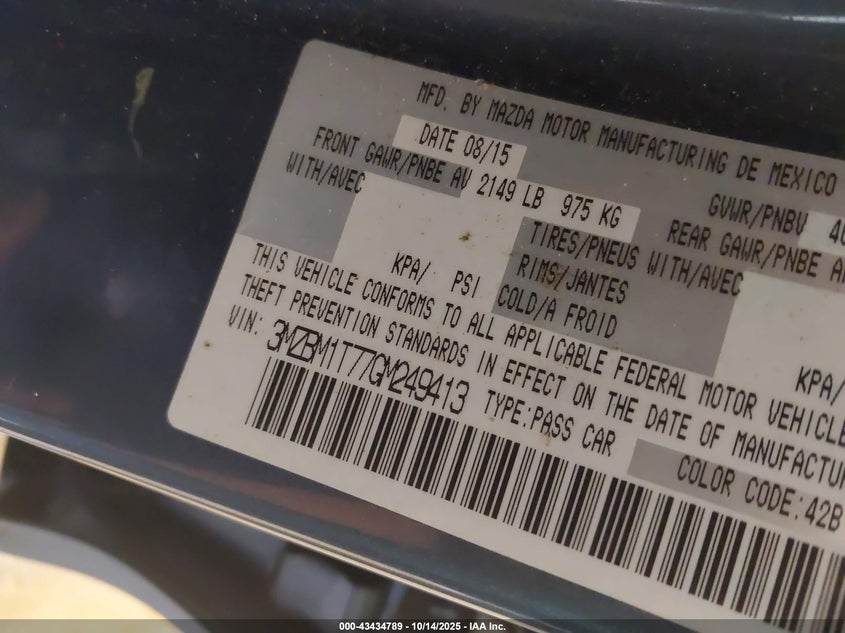 MFD. BY MAZDA MOTOR MANUFACTURING DE MEXICO
DATE 08/15
GVWR/PNBV
FRONT GAWR/PNBE AV 2149 LB 975 KG
REAR GAWR/PNBE
WITH/AVEC
TIRES/PNEUS WITH/AVEC
RIMS/JANTES
KPA/ PSI COLD/A FROID
KPA/
THIS VEHICLE CONFORMS TO ALL APPLICABLE FEDERAL MOTOR
THEFT PREVENTION STANDARDS IN EFFECT ON THE DATE OF
VIN: 3MZBM1T77GM249413 TYPE:PASS CAR
COLOR CODE:42B
000-43434789 - 10/14/2025 - IAA Inc.